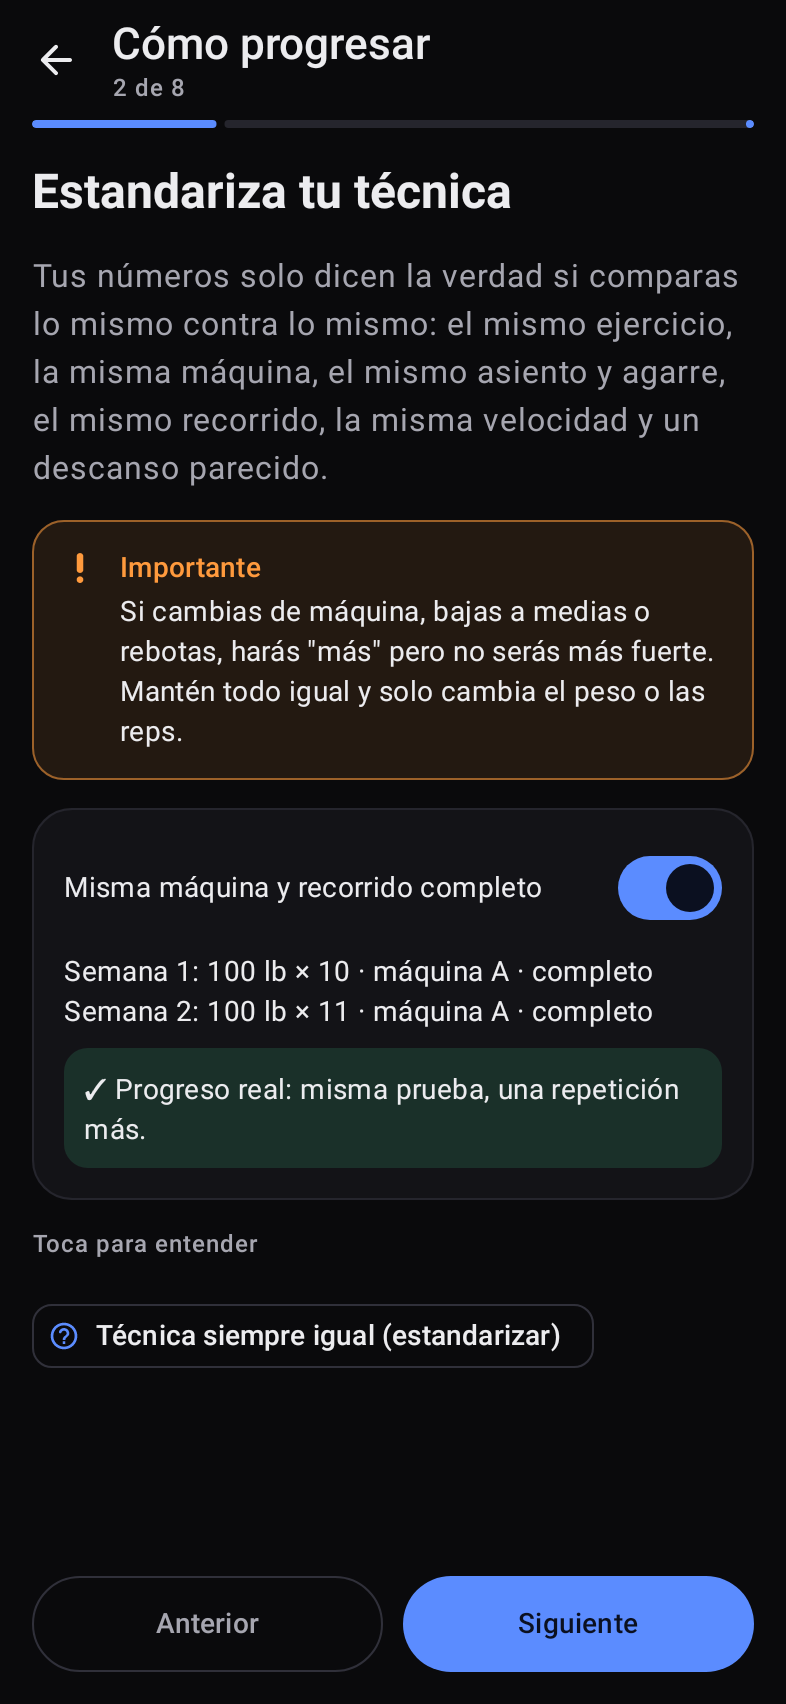 Cómo progresar
2 de 8
Estandariza tu técnica
Tus números solo dicen la verdad si comparas
lo mismo contra lo mismo: el mismo ejercicio,
la misma máquina, el mismo asiento y agarre,
el mismo recorrido, la misma velocidad y un
descanso parecido.
Importante
Si cambias de máquina, bajas a medias o
rebotas, harás "más" pero no serás más fuerte.
Mantén todo igual y solo cambia el peso o las
reps.
Misma máquina y recorrido completo
Semana 1: 100 lb × 10 · máquina A · completo
Semana 2: 100 lb × 11 · máquina A · completo
✓ Progreso real: misma prueba, una repetición
más.
Toca para entender
Técnica siempre igual (estandarizar)
Anterior
Siguiente